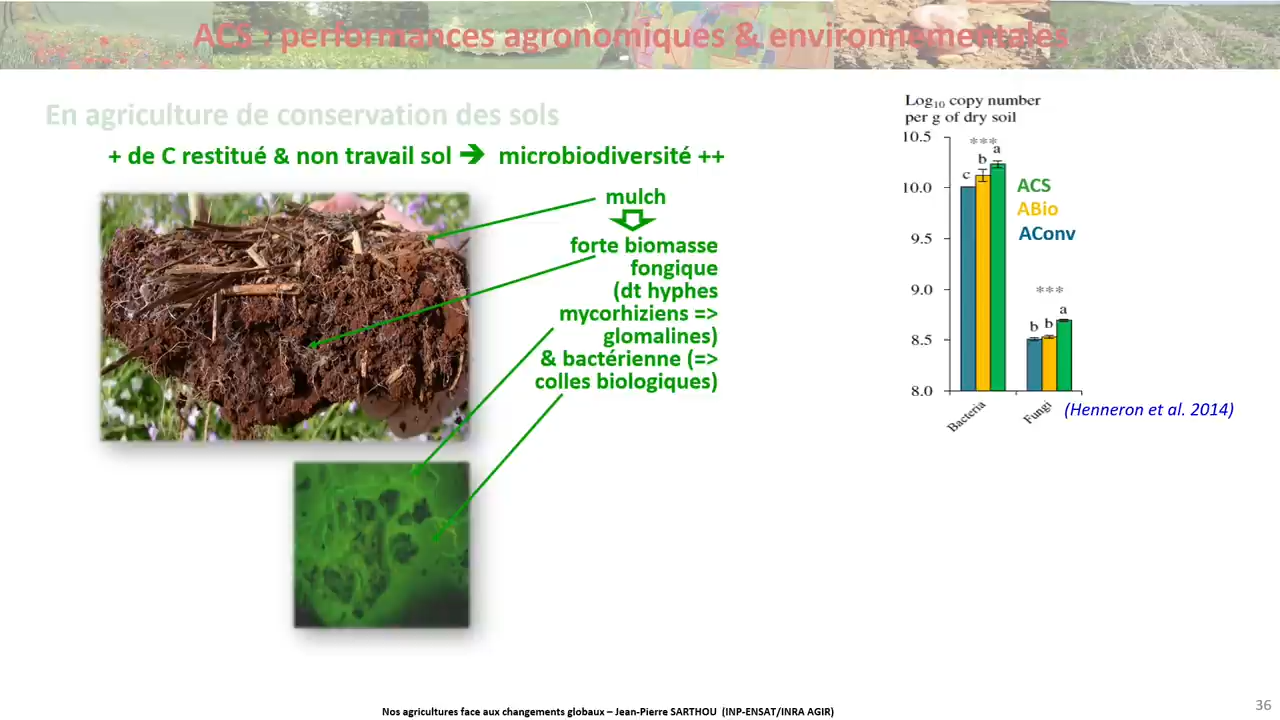 ACS : performances agronomiques & environnementales
En agriculture de conservation des sols
+ de C restitué & non travail sol ➔ microbiodiversité ++
mulch
forte biomasse
fongique
(dt hyphes
mycorhiziens =>
glomalines)
& bactérienne (=>
colles biologiques)
Log₁₀ copy number
per g of dry soil
10.5
10.0
9.5
9.0
8.5
8.0
***
c b a
***
b b a
Bacteria
Fungi
ACS
ABio
AConv
(Henneron et al. 2014)
Nos agricultures face aux changements globaux – Jean-Pierre SARTHOU (INP-ENSAT/INRA AGIR)
36